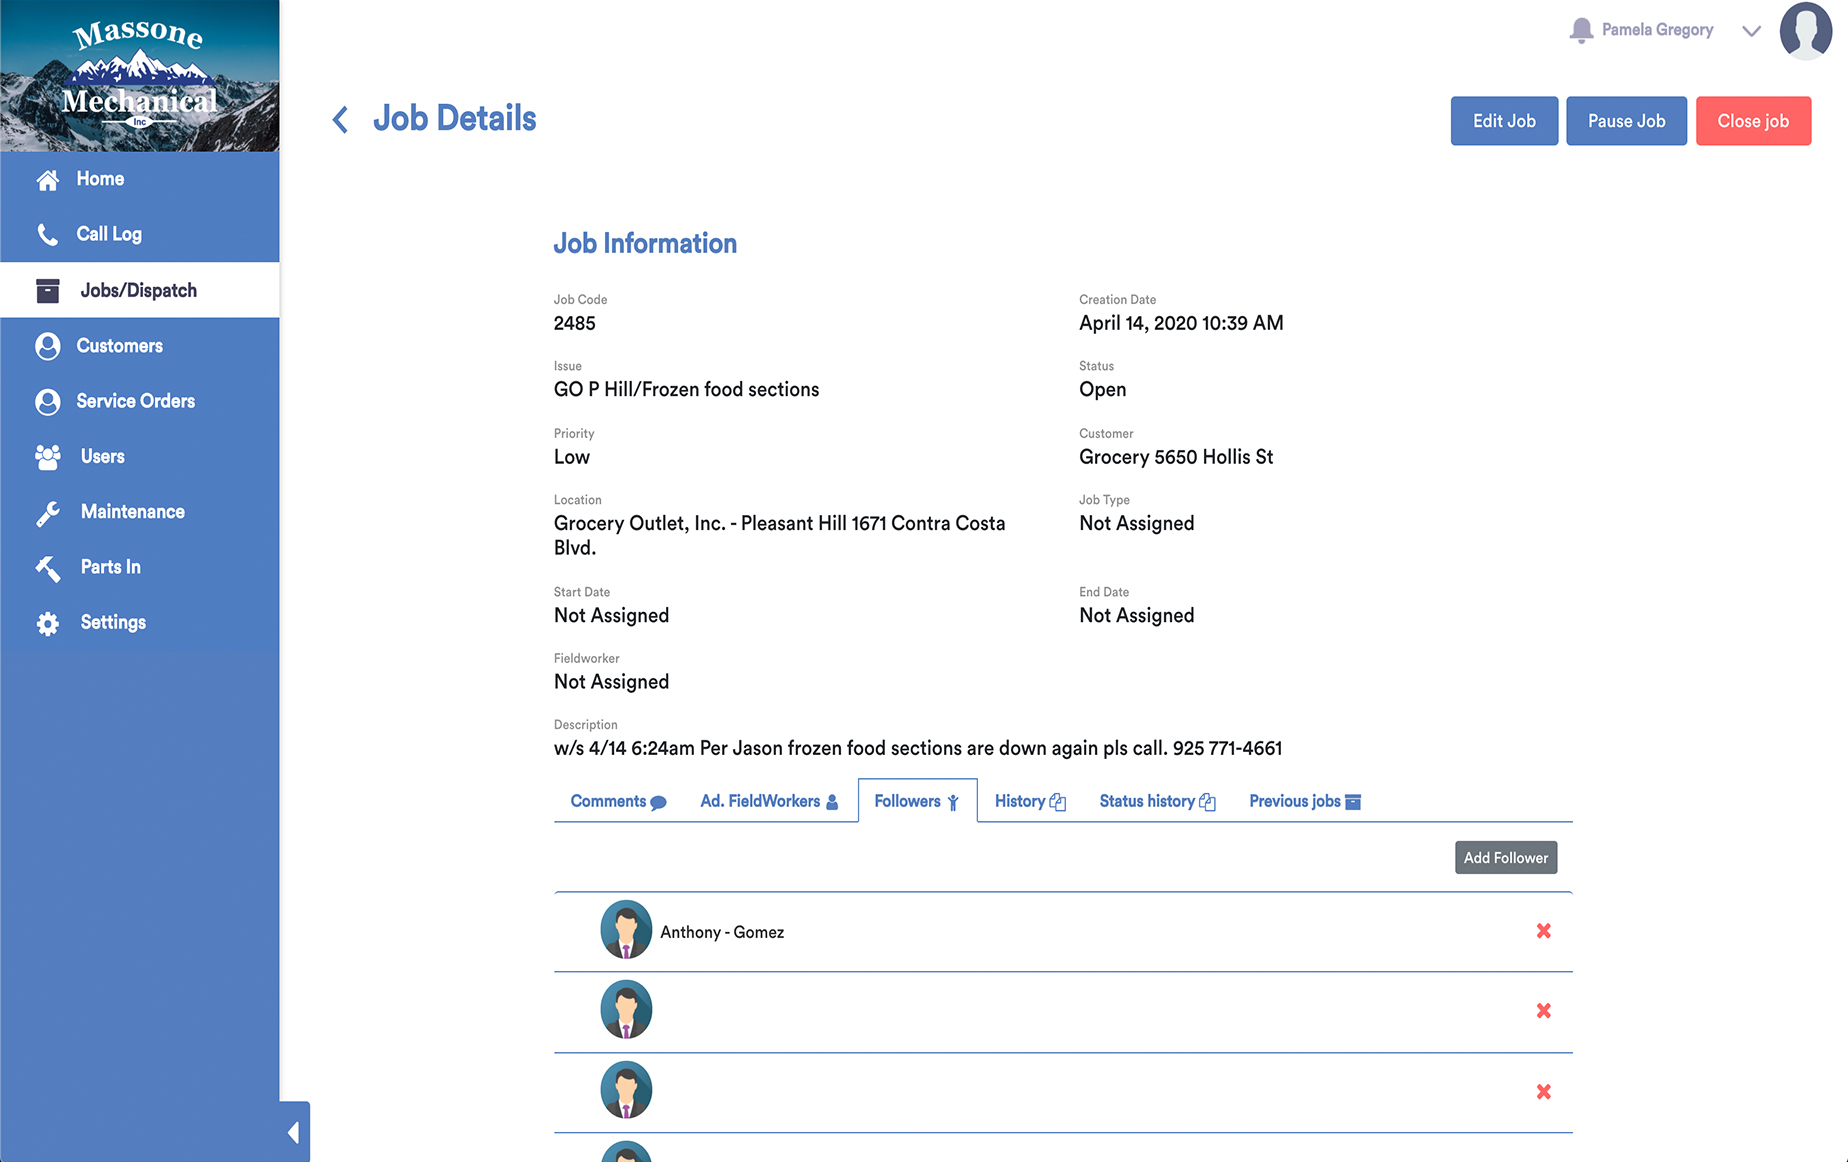 Massone
Mechanical
Inc
Pamela Gregory
Job Details
Edit Job
Pause Job
Close job
Home
Call Log
Jobs/Dispatch
Customers
Service Orders
Users
Maintenance
Parts In
Settings
Job Information
Job Code
2485
Creation Date
April 14, 2020 10:39 AM
Issue
GO P Hill/Frozen food sections
Status
Open
Priority
Low
Customer
Grocery 5650 Hollis St
Location
Grocery Outlet, Inc. - Pleasant Hill 1671 Contra Costa
Blvd.
Job Type
Not Assigned
Start Date
Not Assigned
End Date
Not Assigned
Fieldworker
Not Assigned
Description
w/s 4/14 6:24am Per Jason frozen food sections are down again pls call. 925 771-4661
Comments
Ad. FieldWorkers
Followers
History
Status history
Previous jobs
Add Follower
Anthony - Gomez